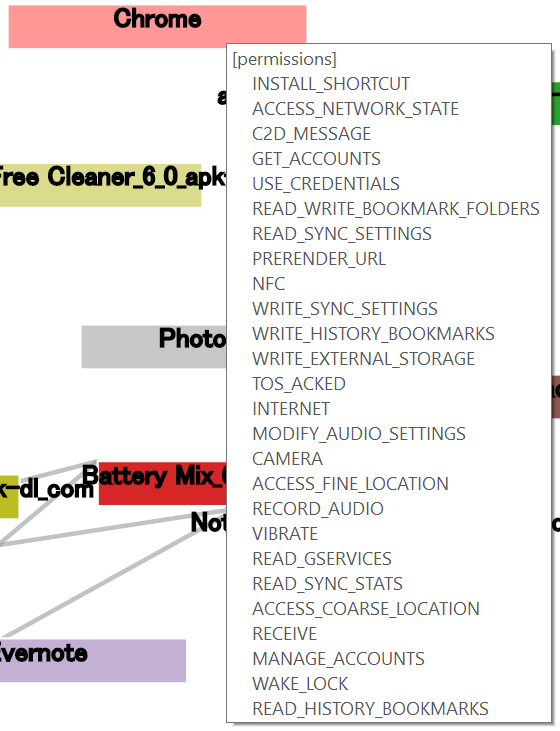 Chrome
[permissions]
INSTALL_SHORTCUT
ACCESS_NETWORK_STATE
C2D_MESSAGE
GET_ACCOUNTS
USE_CREDENTIALS
READ_WRITE_BOOKMARK_FOLDERS
READ_SYNC_SETTINGS
PRERENDER_URL
NFC
WRITE_SYNC_SETTINGS
WRITE_HISTORY_BOOKMARKS
WRITE_EXTERNAL_STORAGE
TOS_ACKED
INTERNET
MODIFY_AUDIO_SETTINGS
CAMERA
ACCESS_FINE_LOCATION
RECORD_AUDIO
VIBRATE
READ_GSERVICES
READ_SYNC_STATS
ACCESS_COARSE_LOCATION
RECEIVE
MANAGE_ACCOUNTS
WAKE_LOCK
READ_HISTORY_BOOKMARKS
Free Cleaner_6_0_apk-
Photo
Battery Mix_
k-dl_com
Not
Evernote